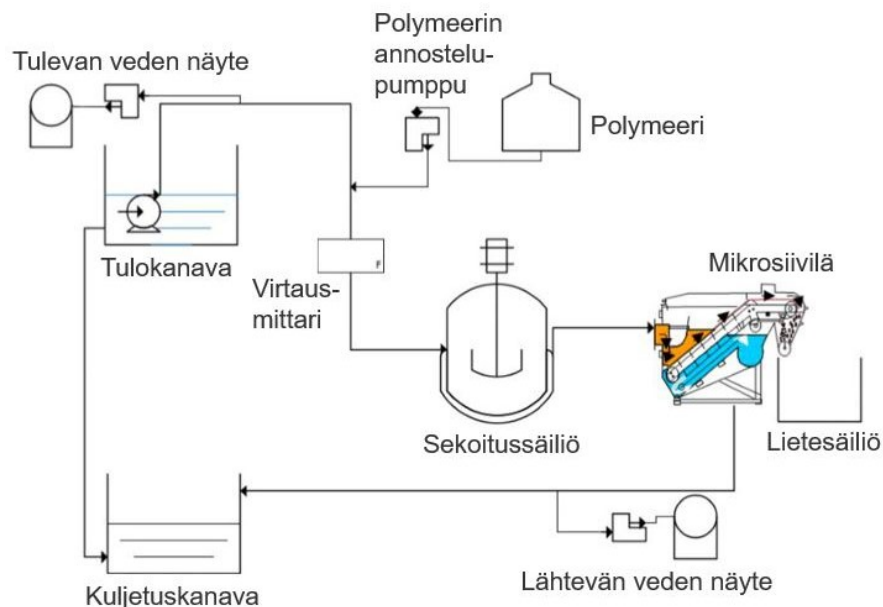 Polymeerin
annostelu-
pumppu
Tulevan veden näyte
Polymeeri
Tulokanava
Virtaus-
mittari
F
Mikrosiivilä
Sekoitussäiliö
Lietesäiliö
Kuljetuskanava
Lähtevän veden näyte